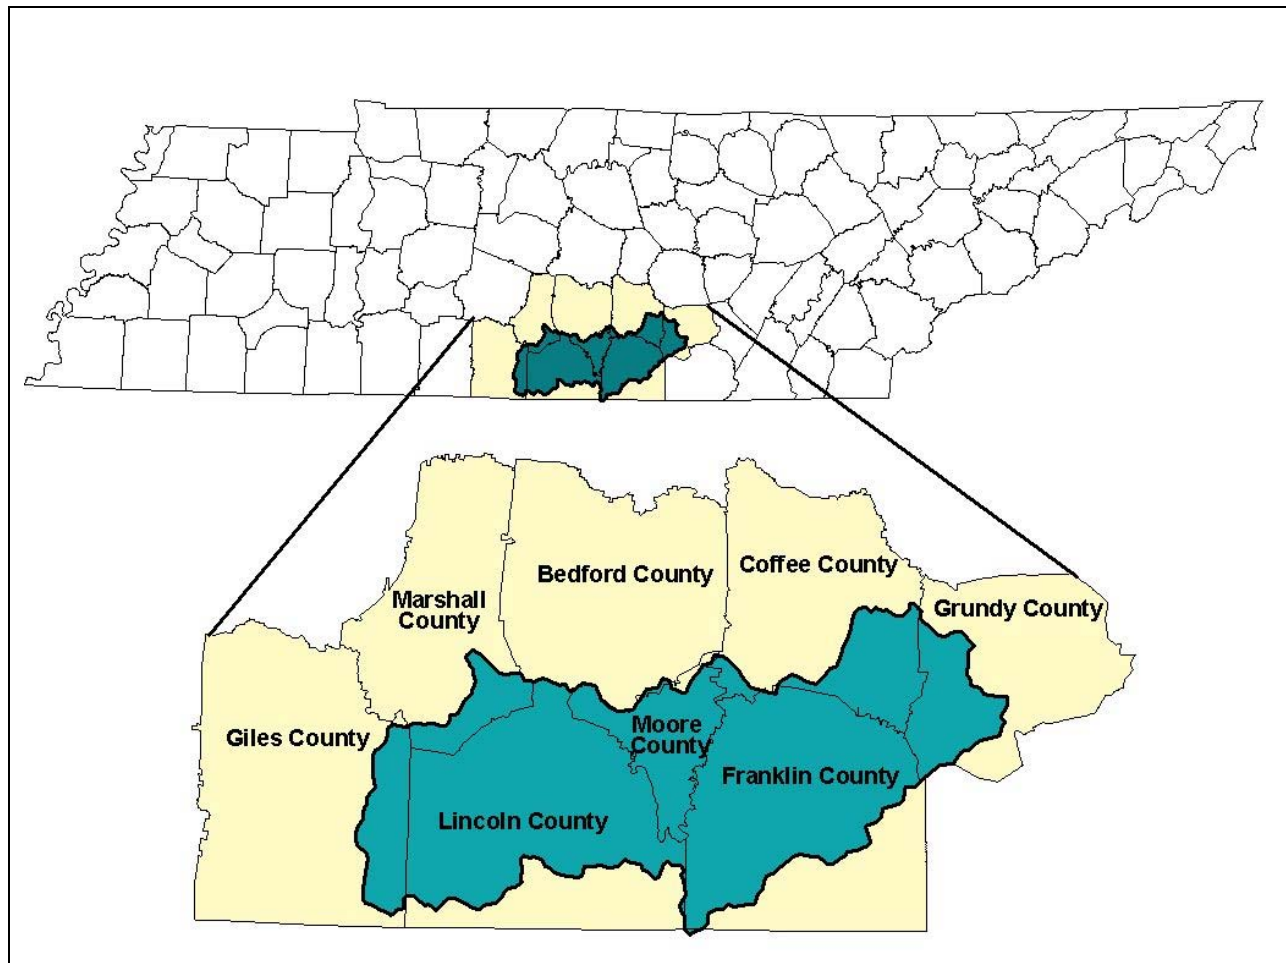 Coffee County
Bedford County
Marshall
County
Grundy County
Giles County
Moore
County
Franklin County
Lincoln County